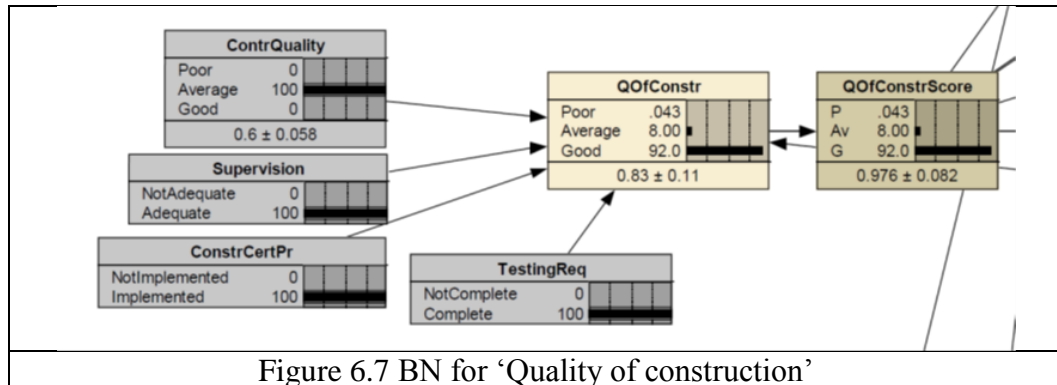 ContrQuality
Poor 0
Average 100
Good 0
0.6 ± 0.058
Supervision
NotAdequate 0
Adequate 100
ConstrCertPr
NotImplemented 0
Implemented 100
TestingReq
NotComplete 0
Complete 100
QOfConstr
Poor .043
Average 8.00
Good 92.0
0.83 ± 0.11
QOfConstrScore
P .043
Av 8.00
G 92.0
0.976 ± 0.082
Figure 6.7 BN for ‘Quality of construction’